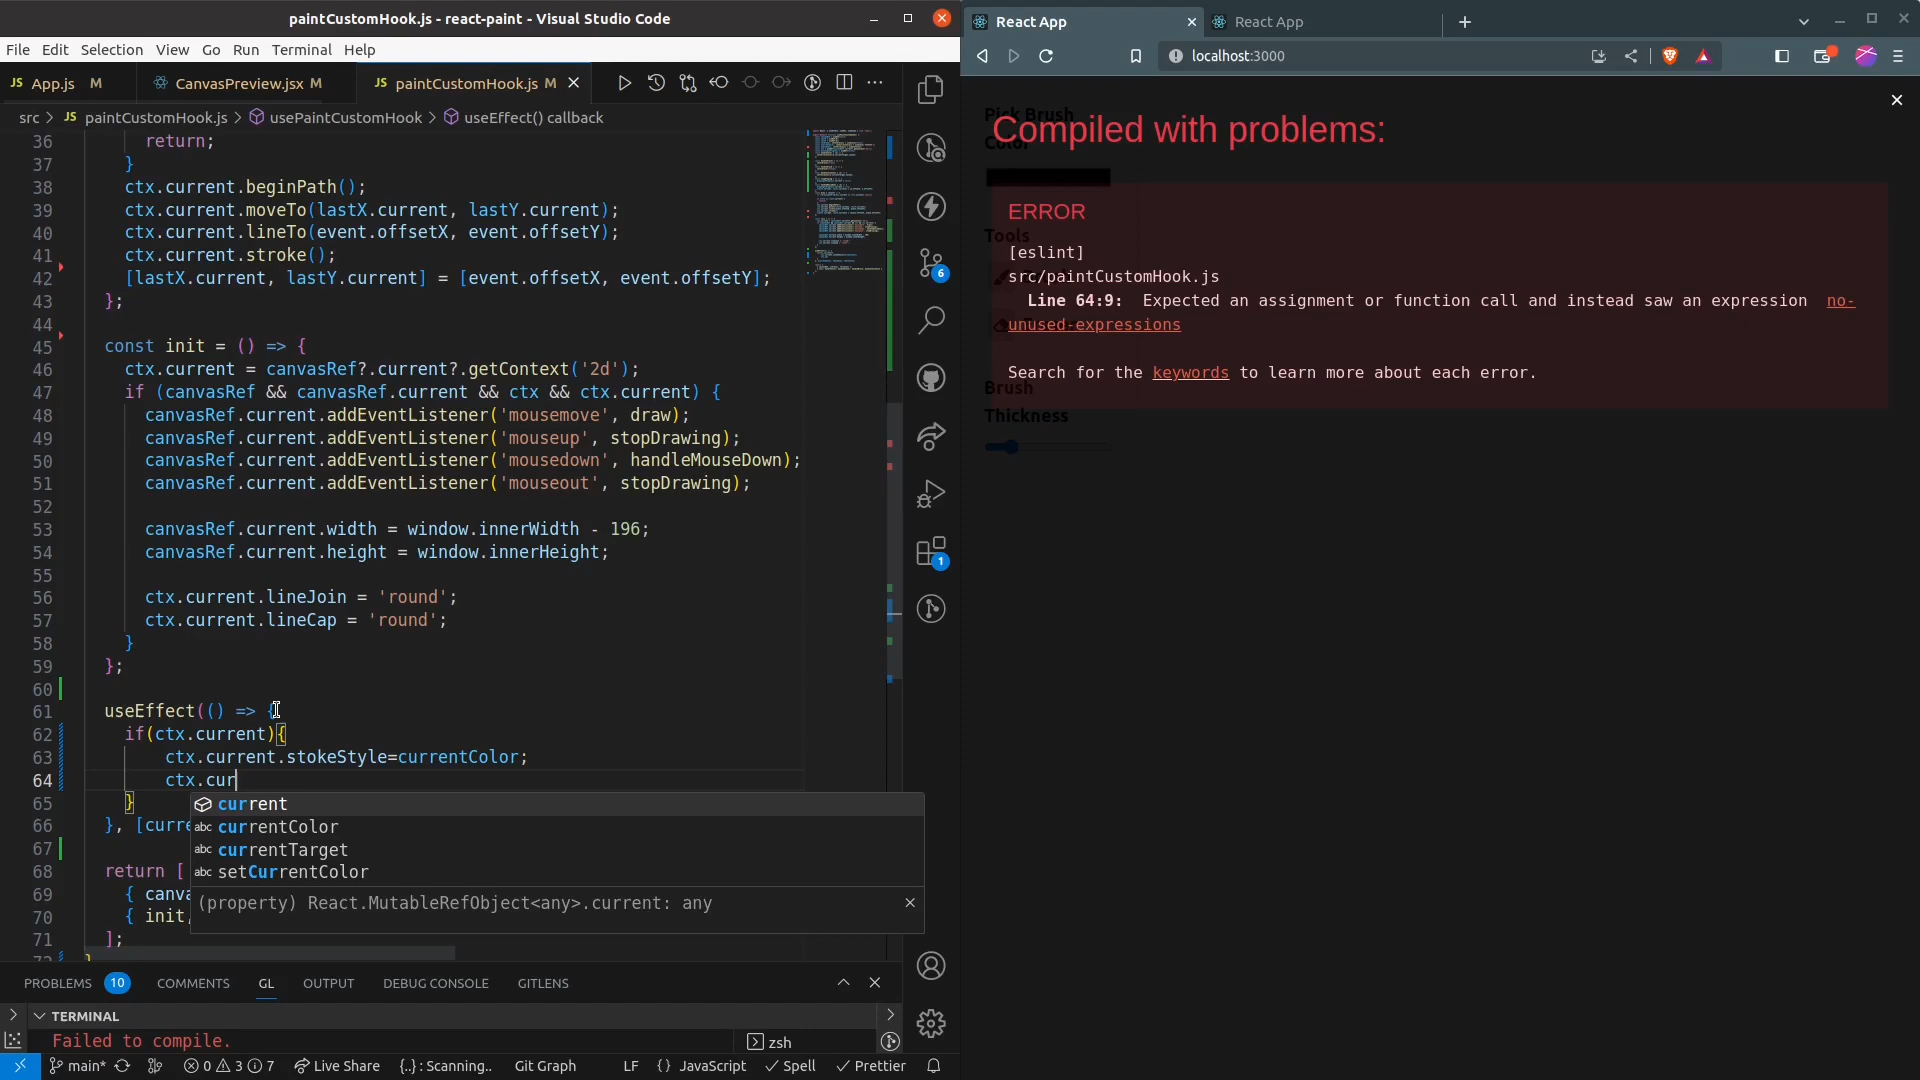 paintCustomHook.js - react-paint - Visual Studio Code
File Edit Selection View Go Run Terminal Help
JS App.js M CanvasPreview.jsx M JS paintCustomHook.js M
src > JS paintCustomHook.js > usePaintCustomHook > useEffect() callback
36 return;
37 }
38 ctx.current.beginPath();
39 ctx.current.moveTo(lastX.current, lastY.current);
40 ctx.current.lineTo(event.offsetX, event.offsetY);
41 ctx.current.stroke();
42 [lastX.current, lastY.current] = [event.offsetX, event.offsetY];
43 };
44
45 const init = () => {
46 ctx.current = canvasRef?.current?.getContext('2d');
47 if (canvasRef && canvasRef.current && ctx && ctx.current) {
48 canvasRef.current.addEventListener('mousemove', draw);
49 canvasRef.current.addEventListener('mouseup', stopDrawing);
50 canvasRef.current.addEventListener('mousedown', handleMouseDown);
51 canvasRef.current.addEventListener('mouseout', stopDrawing);
52
53 canvasRef.current.width = window.innerWidth - 196;
54 canvasRef.current.height = window.innerHeight;
55
56 ctx.current.lineJoin = 'round';
57 ctx.current.lineCap = 'round';
58 }
59 };
60
61 useEffect(() => {
62 if(ctx.current){
63 ctx.current.stokeStyle=currentColor;
64 ctx.cur
65 }
66 }, [curre
67
68 return [
69 { canva
70 { init,
71 ];
72 }
current
currentColor
currentTarget
setCurrentColor
(property) React.MutableRefObject<any>.current: any
PROBLEMS 10 COMMENTS GL OUTPUT DEBUG CONSOLE GITLENS
TERMINAL
Failed to compile.
zsh
main* 0 3 7 Live Share {..} : Scanning.. Git Graph LF {} JavaScript Spell Prettier
6
1
React App React App
localhost:3000
Pick Brush
Color
Compiled with problems:
ERROR
Tools
[eslint]
src/paintCustomHook.js
Line 64:9: Expected an assignment or function call and instead saw an expression no-
unused-expressions
Search for the keywords to learn more about each error.
Brush
Thickness